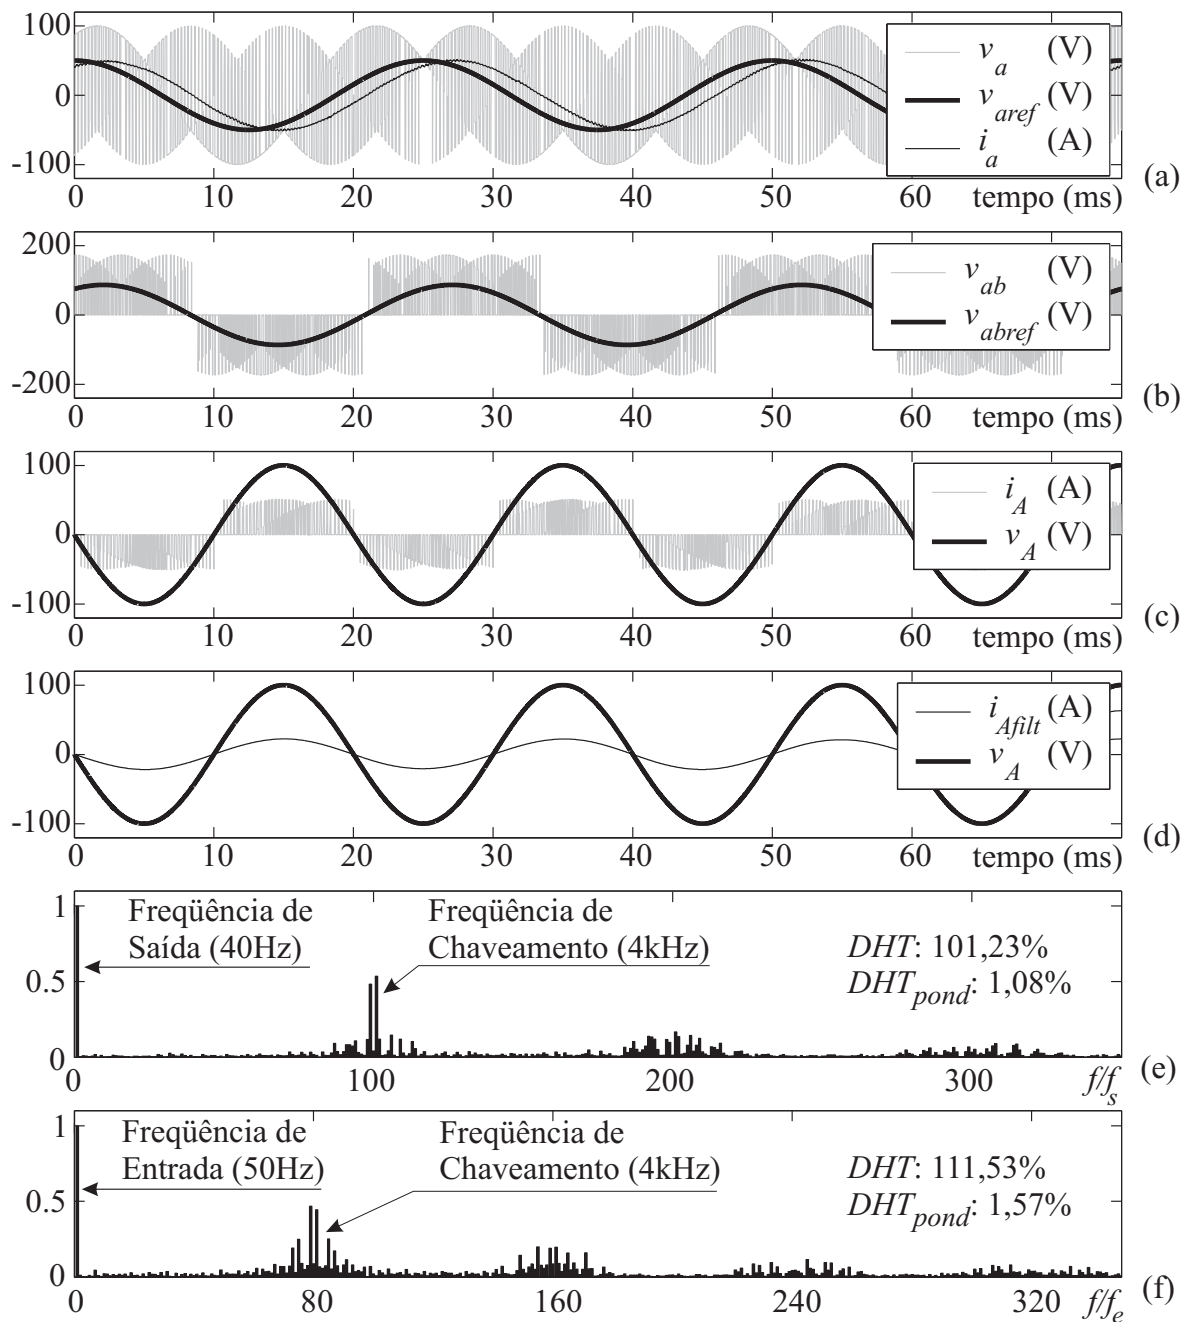 100
0
-100
v_a (V)
v_aref (V)
i_a (A)
0 10 20 30 40 50 60 tempo (ms)
(a)
200
0
-200
v_ab (V)
v_abref (V)
0 10 20 30 40 50 60 tempo (ms)
(b)
100
0
-100
i_A (A)
v_A (V)
0 10 20 30 40 50 60 tempo (ms)
(c)
100
0
-100
i_Afilt (A)
v_A (V)
0 10 20 30 40 50 60 tempo (ms)
(d)
1
0.5
0
Freqüência de
Saída (40Hz)
Freqüência de
Chaveamento (4kHz)
DHT: 101,23%
DHT_pond: 1,08%
0 100 200 300 f/f_s
(e)
1
0.5
0
Freqüência de
Entrada (50Hz)
Freqüência de
Chaveamento (4kHz)
DHT: 111,53%
DHT_pond: 1,57%
0 80 160 240 320 f/f_e
(f)